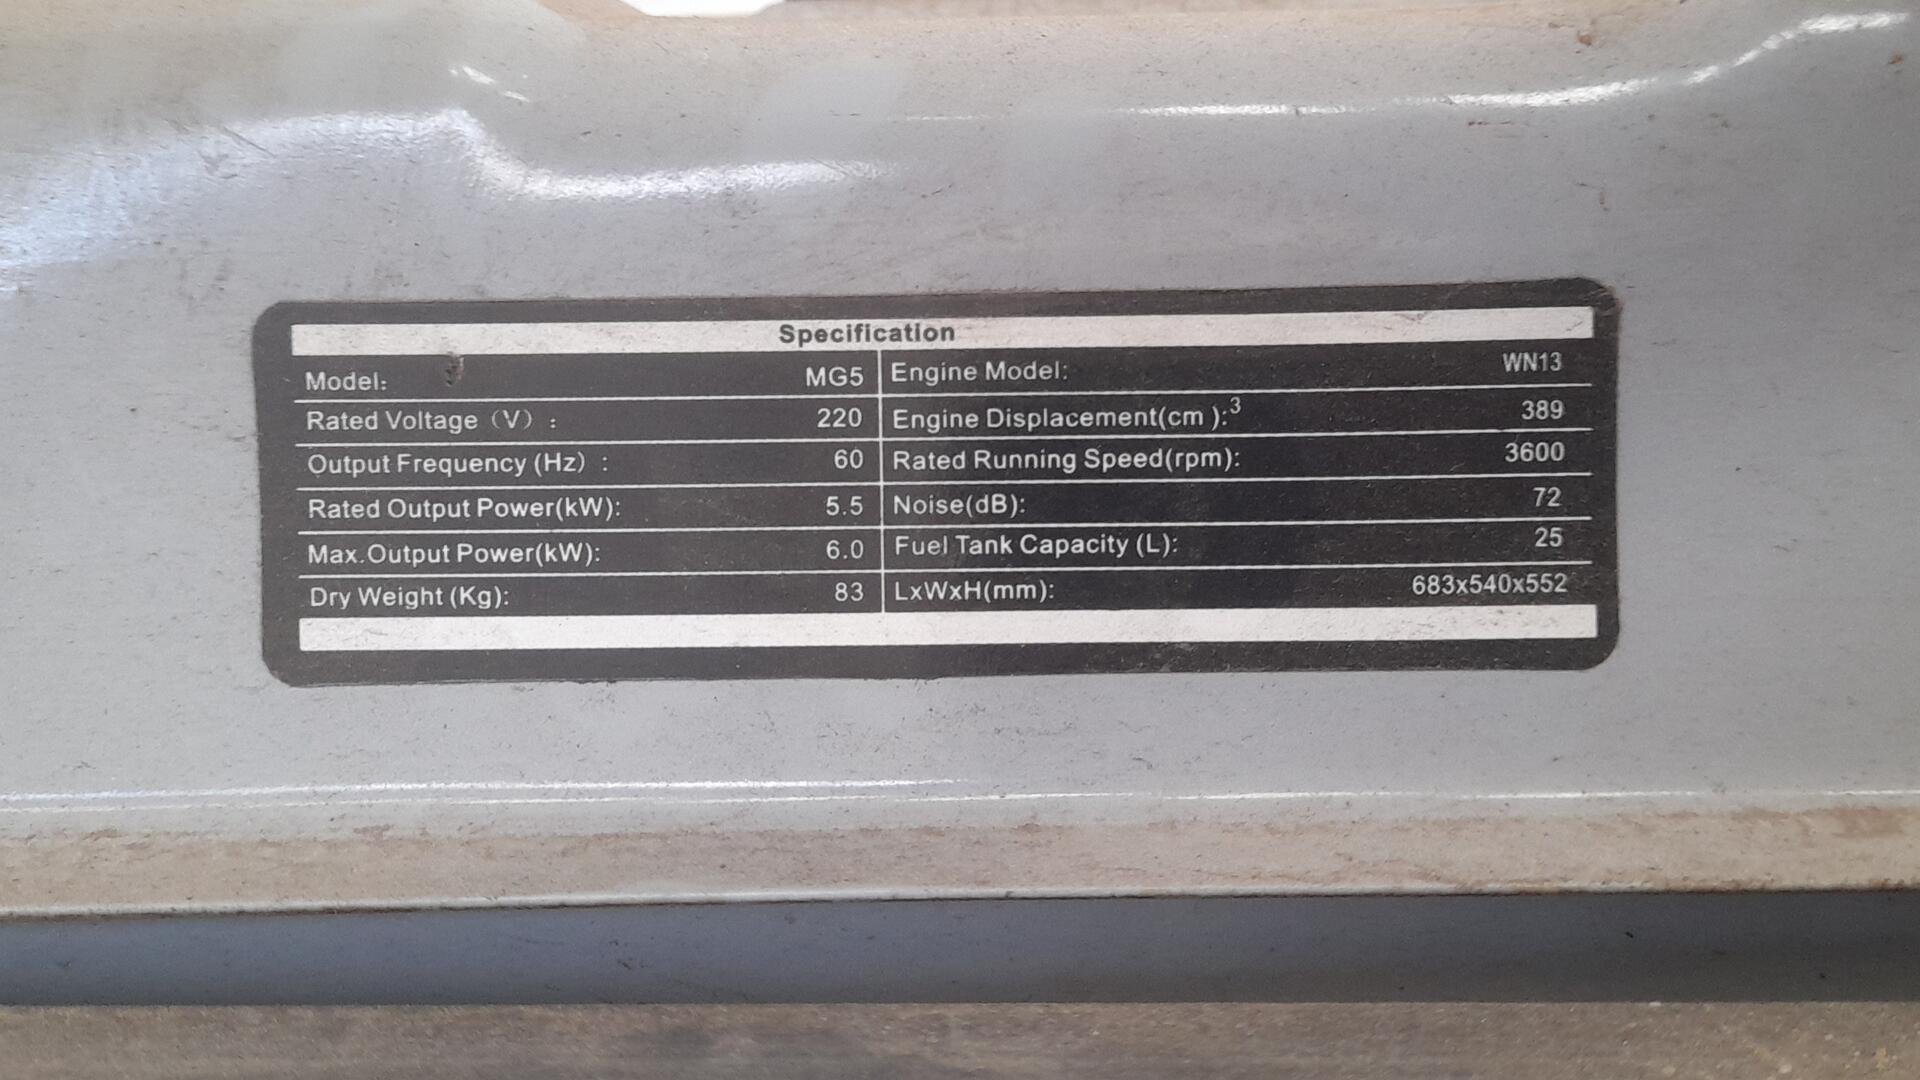 Specification
Model: MG5
Rated Voltage（V）: 220
Output Frequency (Hz) : 60
Rated Output Power(kW): 5.5
Max.Output Power(kW): 6.0
Dry Weight (Kg): 83
Engine Model: WN13
Engine Displacement(cm ):³ 389
Rated Running Speed(rpm): 3600
Noise(dB): 72
Fuel Tank Capacity (L): 25
LxWxH(mm): 683x540x552